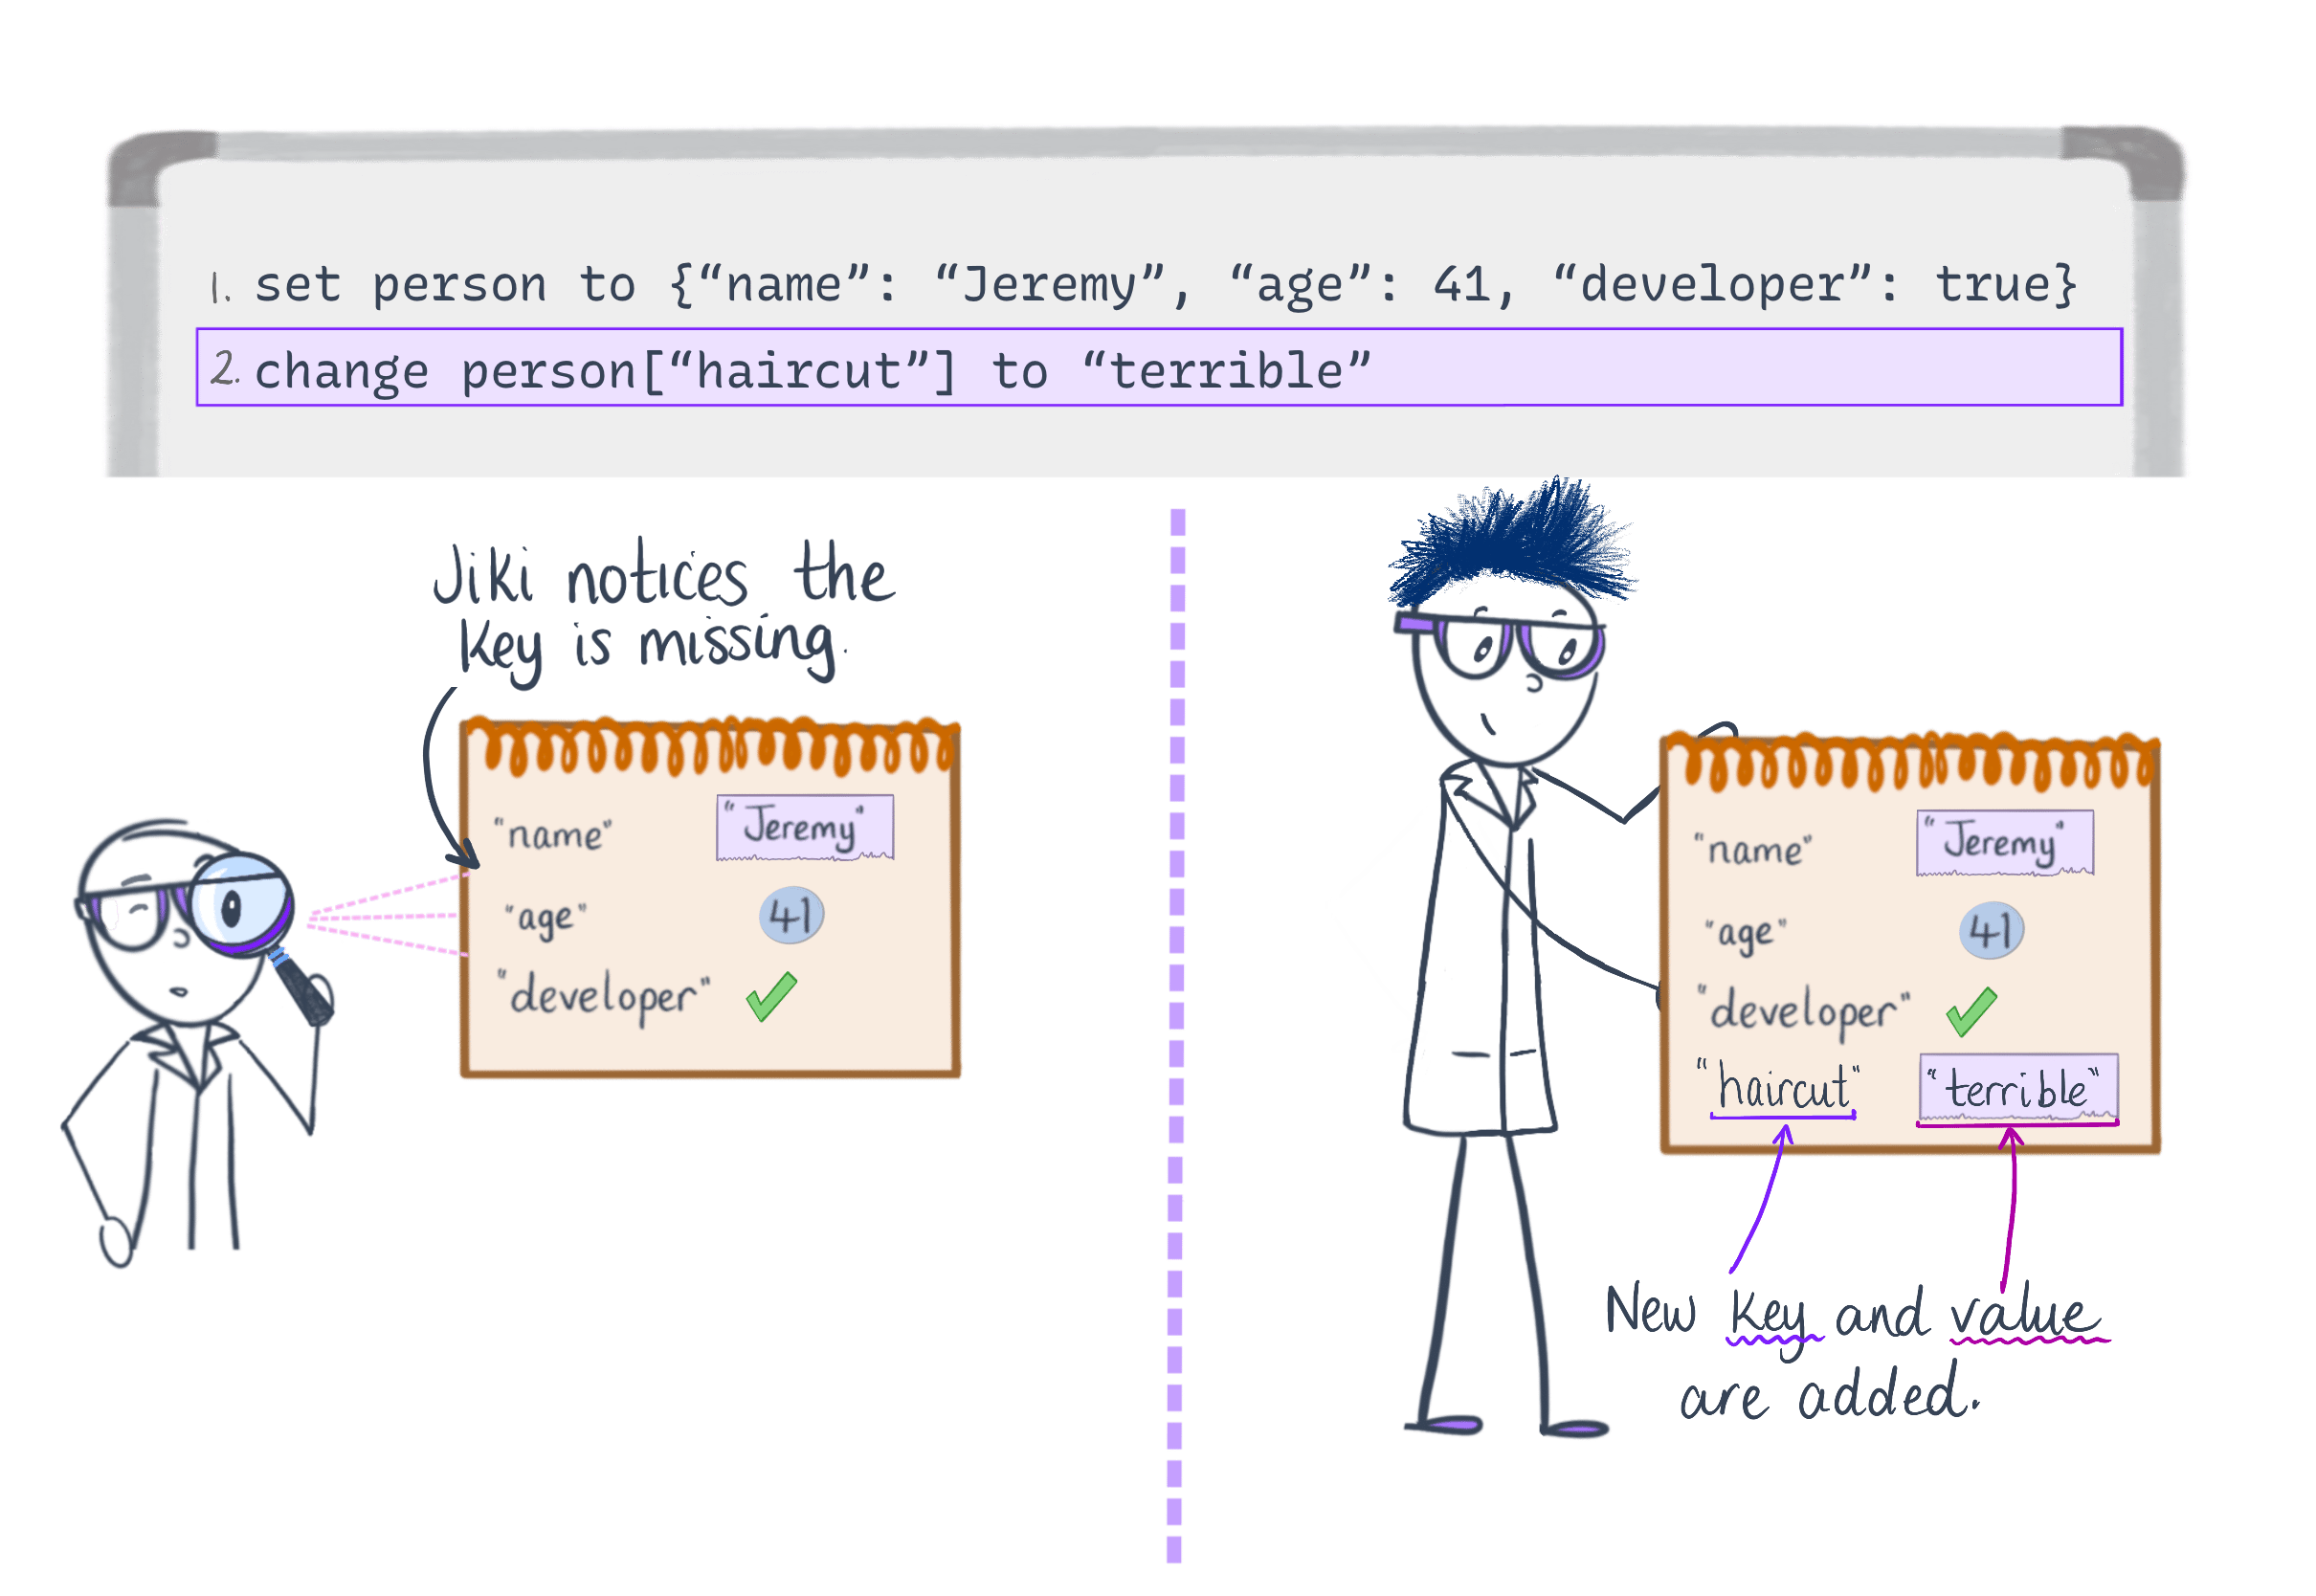 1. set person to {“name”: “Jeremy”, “age”: 41, “developer”: true}
2. change person[“haircut”] to “terrible”
Jiki notices the
key is missing.
"name" "Jeremy"
"age" 41
"developer"
"name" "Jeremy"
"age" 41
"developer"
"haircut" "terrible"
New key and value
are added.